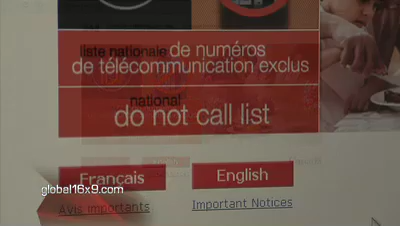 liste nationale de numéros
de télécommunication exclus
national
do not call list
Français
English
global16x9.com
Avis importants
Important Notices